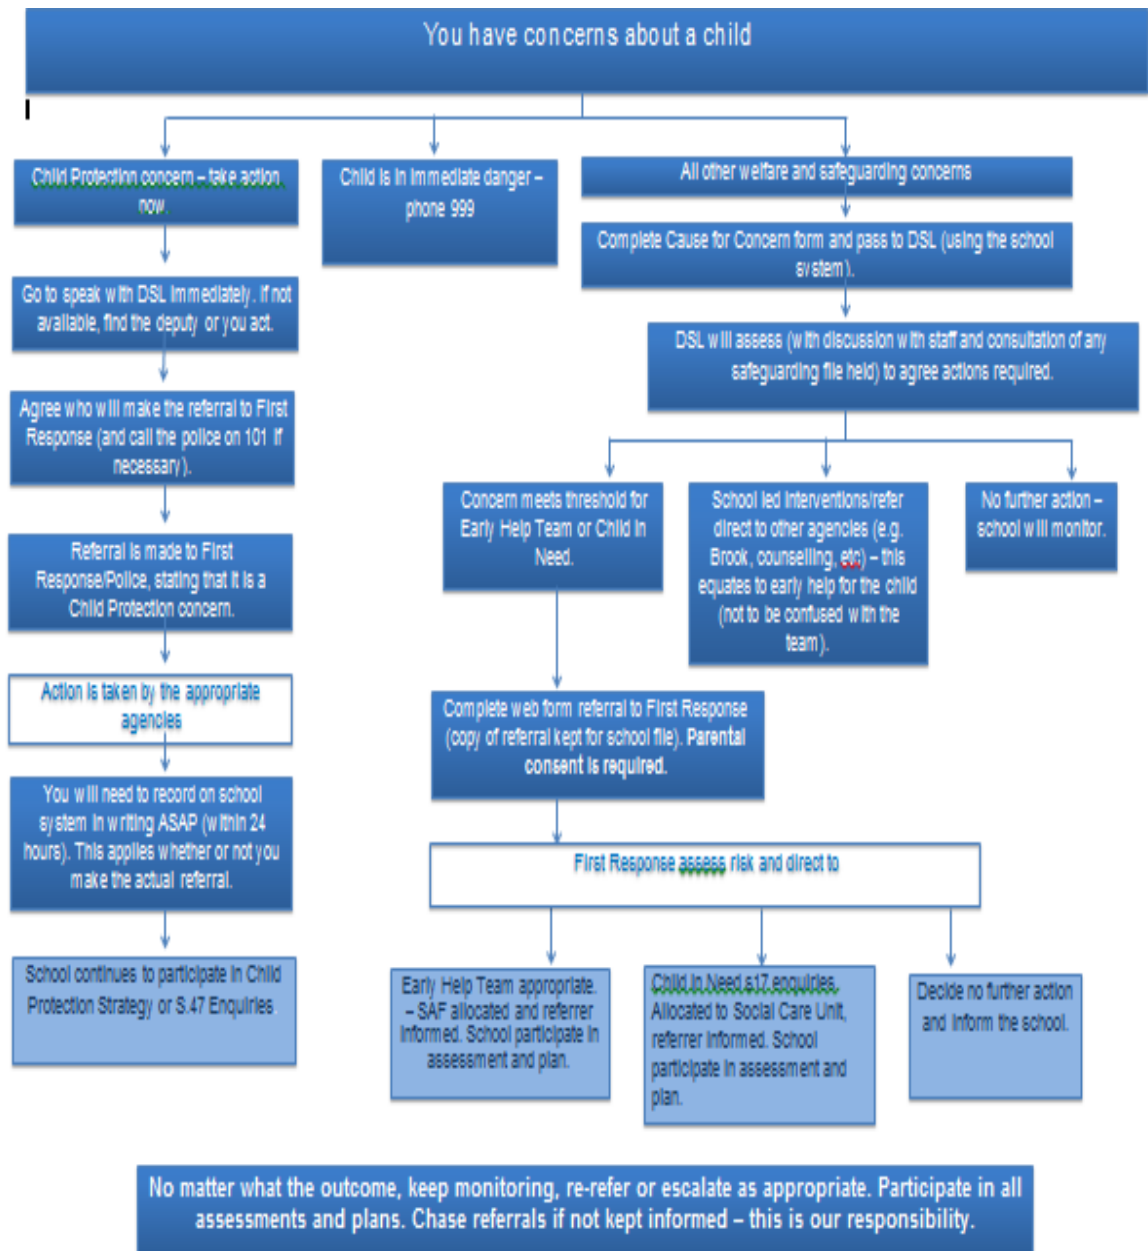 You have concerns about a child
Child Protection concern – take action
now.
Go to speak with DSL immediately. If not
available, find the deputy or you act.
Agree who will make the referral to First
Response (and call the police on 101 if
necessary).
Referral is made to First
Response/Police, stating that it is a
Child Protection concern.
Action is taken by the appropriate
agencies
You will need to record on school
system in writing ASAP (within 24
hours). This applies whether or not you
make the actual referral.
School continues to participate in Child
Protection Strategy or S.47 Enquiries.
Child is in immediate danger –
phone 999
All other welfare and safeguarding concerns
Complete Cause for Concern form and pass to DSL (using the school
system).
DSL will assess (with discussion with staff and consultation of any
safeguarding file held) to agree actions required.
Concern meets threshold for
Early Help Team or Child in
Need.
School led interventions/refer
direct to other agencies (e.g.
Brook, counselling, etc) – this
equates to early help for the child
(not to be confused with the
team).
No further action –
school will monitor.
Complete web form referral to First Response
(copy of referral kept for school file). Parental
consent is required.
First Response assess risk and direct to
Early Help Team appropriate.
– SAF allocated and referrer
informed. School participate in
assessment and plan.
Child in Need s17 enquiries.
Allocated to Social Care Unit,
referrer informed. School
participate in assessment and
plan.
Decide no further action
and inform the school.
No matter what the outcome, keep monitoring, re-refer or escalate as appropriate. Participate in all
assessments and plans. Chase referrals if not kept informed – this is our responsibility.